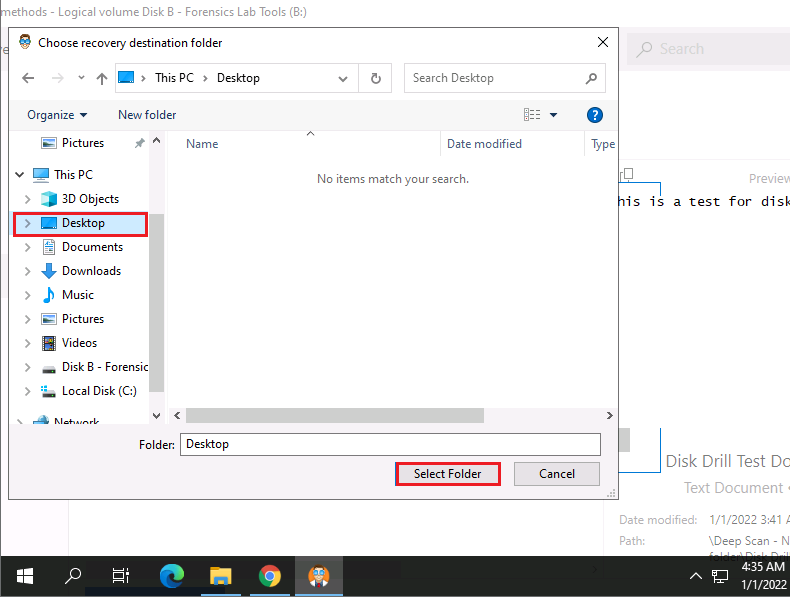 methods - Logical volume Disk B - Forensics Lab Tools (B:)
Choose recovery destination folder
Search
This PC > Desktop
Search Desktop
Organize
New folder
?
Name
Date modified
Type
Pictures
No items match your search.
This PC
3D Objects
Desktop
Documents
Downloads
Music
Pictures
Videos
Disk B - Forensic
Local Disk (C:)
Network
Preview
his is a test for disk
Folder:
Desktop
Select Folder
Cancel
Disk Drill Test Do
Text Document
Date modified: 1/1/2022 3:41 A
Path: \Deep Scan - N
folder\Disk Dril
4:35 AM
1/1/2022